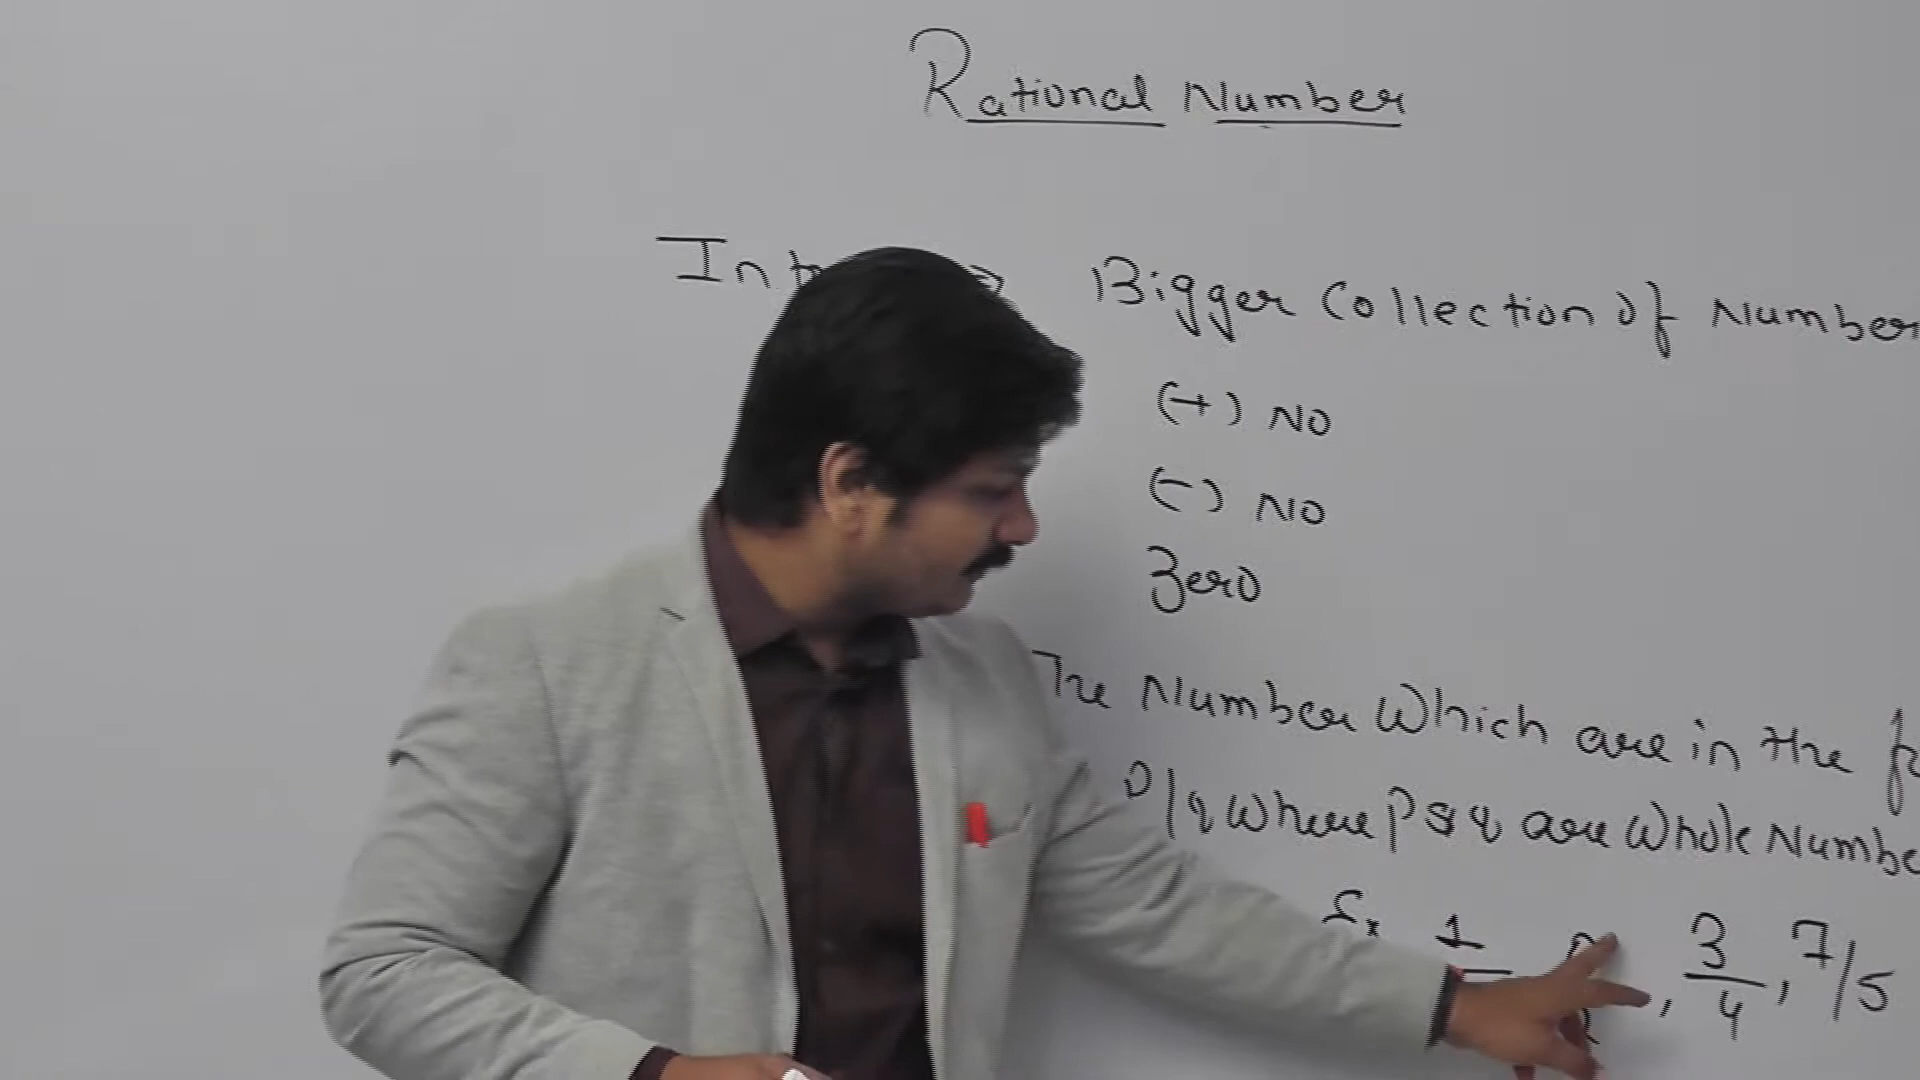 Rational Number
Bigger Collection of Number
(+) NO
(-) NO
Zero
The Number Which are in the
P/q Where p & q are Whole Numbe
Ex 1 , 3/4, 7/5